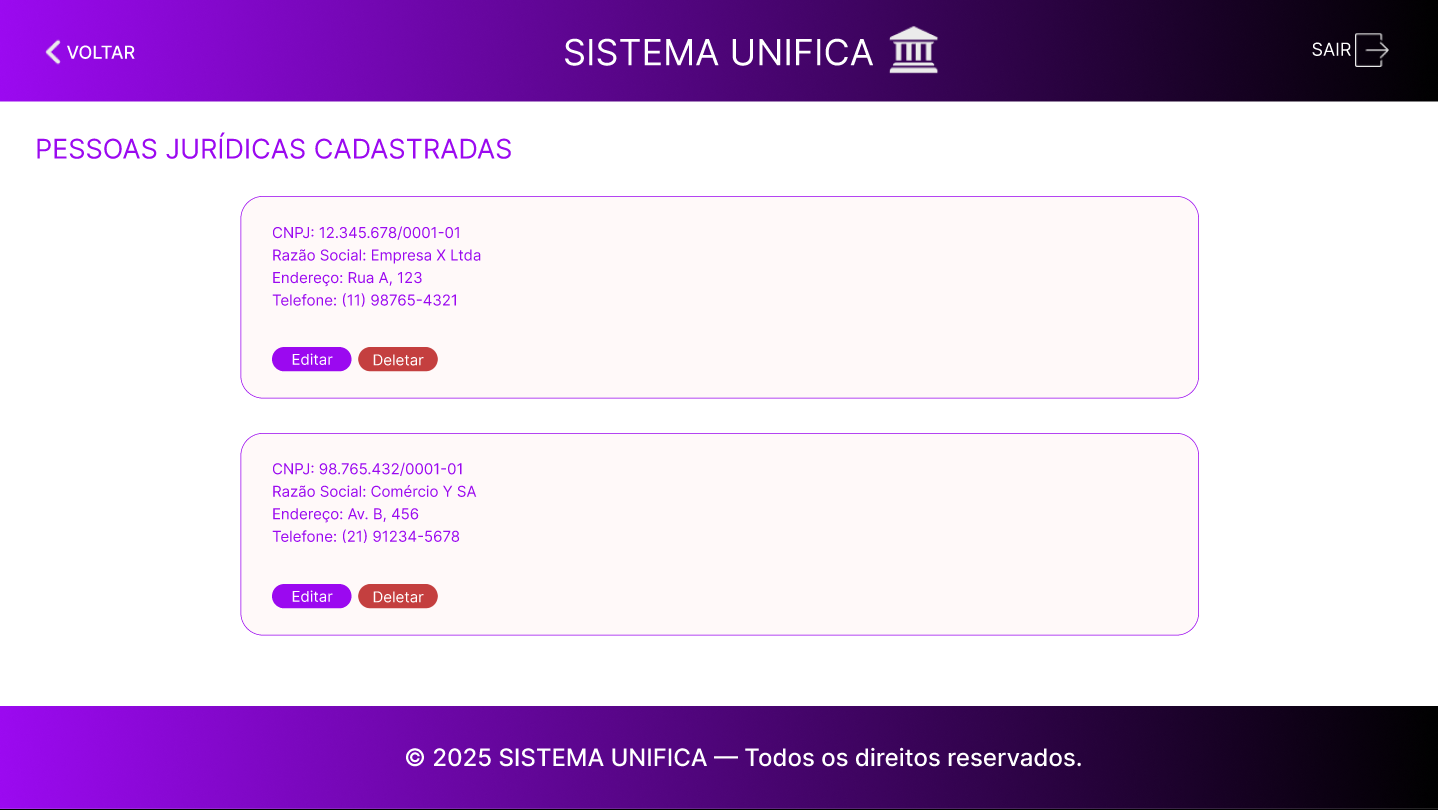 VOLTAR
SISTEMA UNIFICA
SAIR
PESSOAS JURÍDICAS CADASTRADAS
CNPJ: 12.345.678/0001-01
Razão Social: Empresa X Ltda
Endereço: Rua A, 123
Telefone: (11) 98765-4321
Editar Deletar
CNPJ: 98.765.432/0001-01
Razão Social: Comércio Y SA
Endereço: Av. B, 456
Telefone: (21) 91234-5678
Editar Deletar
© 2025 SISTEMA UNIFICA — Todos os direitos reservados.